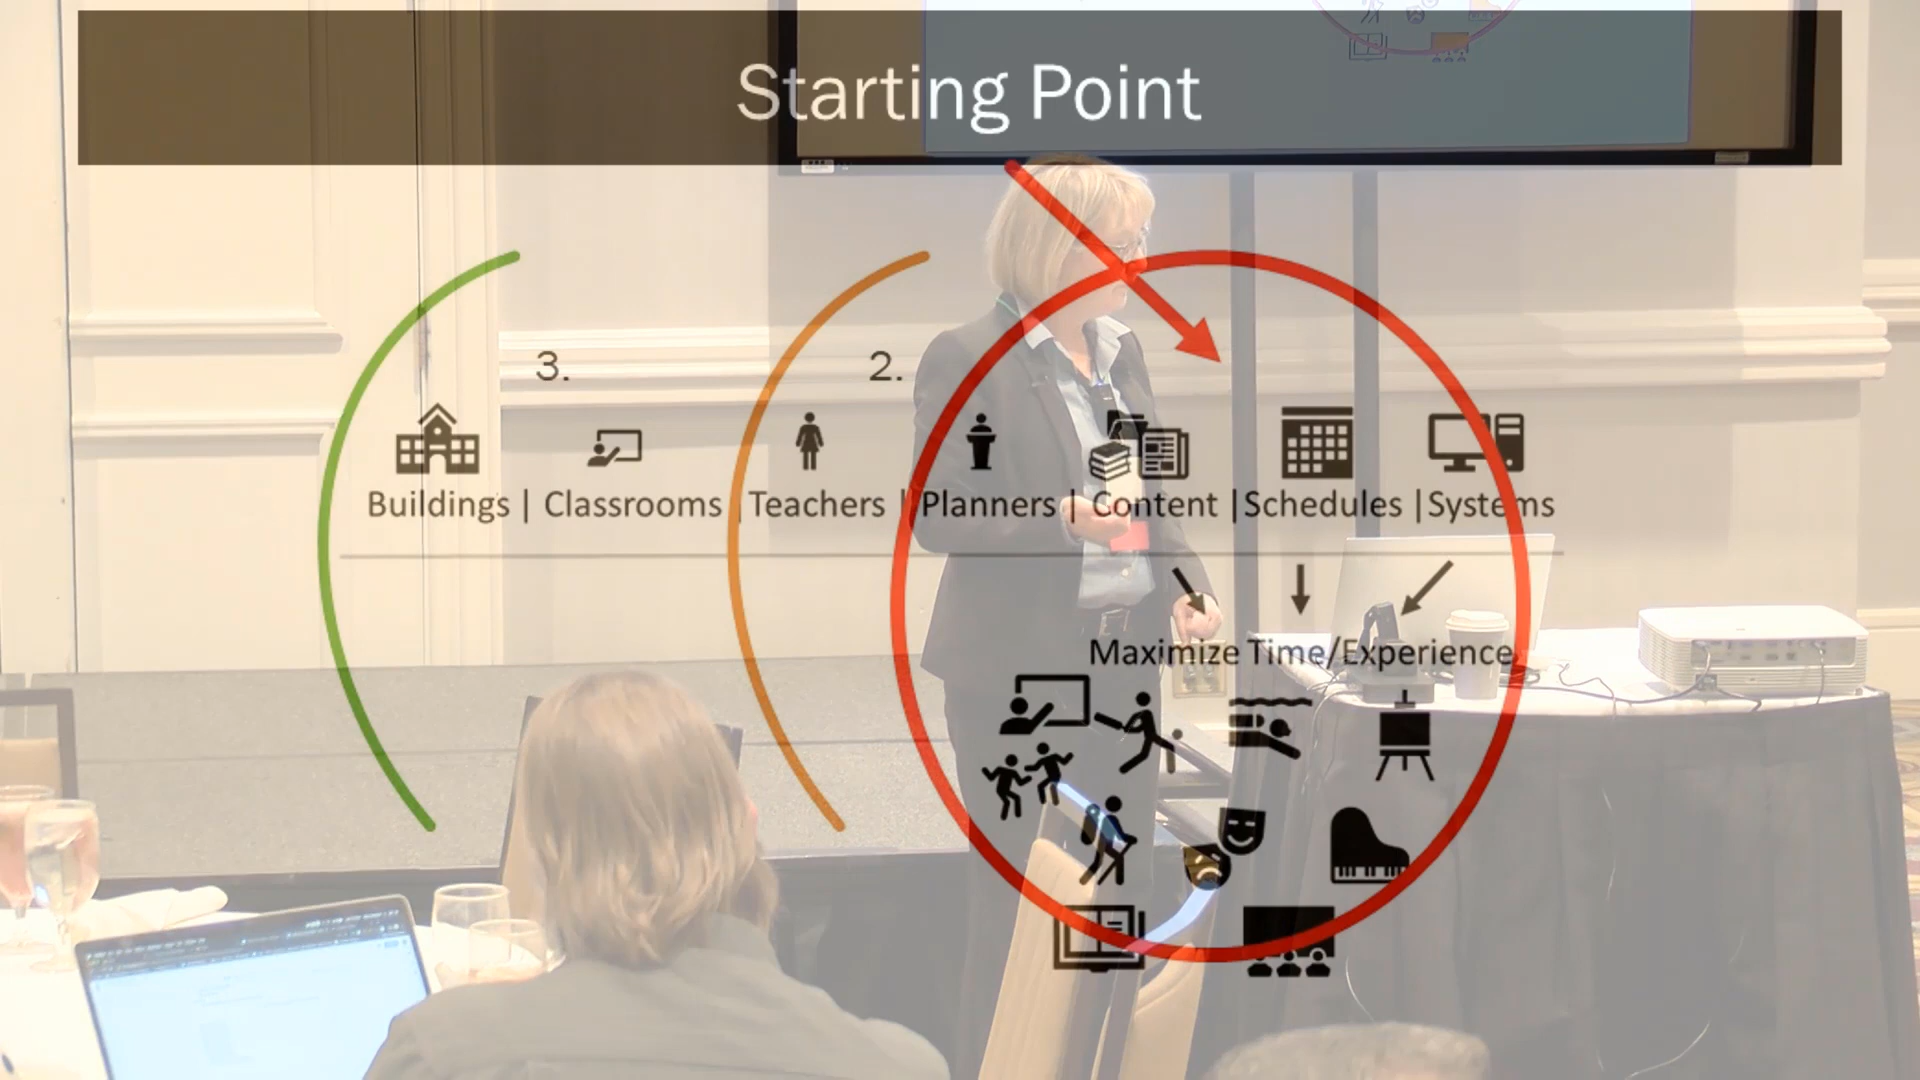 Starting Point
3.
2.
Buildings | Classrooms | Teachers | Planners | Content | Schedules | Systems
Maximize Time/Experience